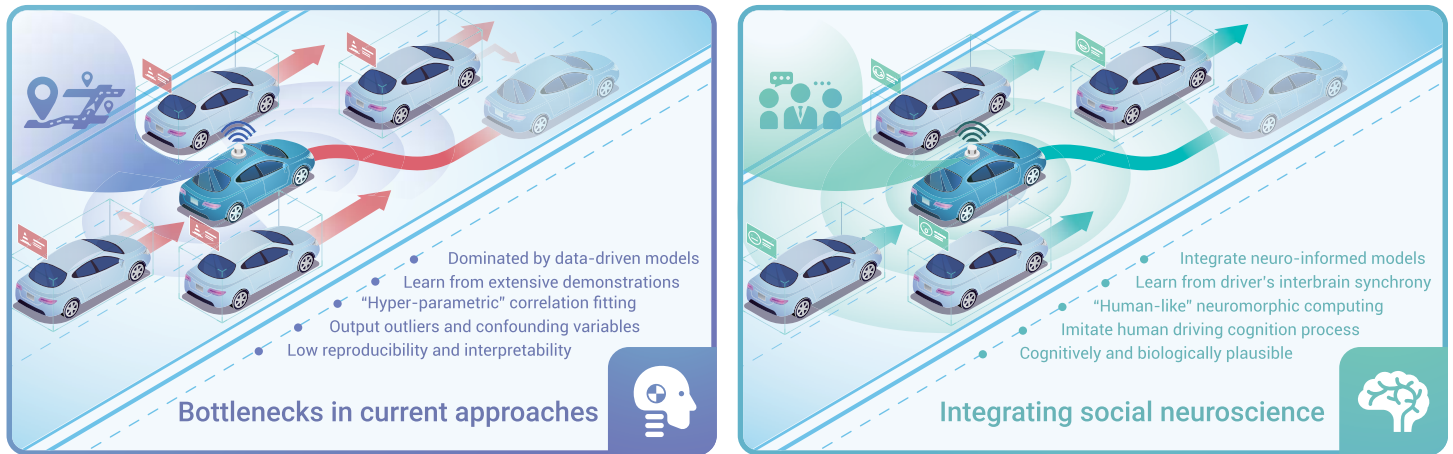 Dominated by data-driven models
Learn from extensive demonstrations
“Hyper-parametric” correlation fitting
Output outliers and confounding variables
Low reproducibility and interpretability
Bottlenecks in current approaches
Integrate neuro-informed models
Learn from driver's interbrain synchrony
“Human-like” neuromorphic computing
Imitate human driving cognition process
Cognitively and biologically plausible
Integrating social neuroscience